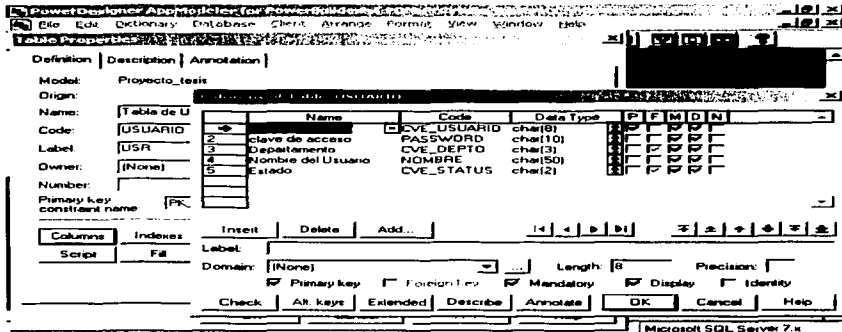 PowerDesigner AppModeler for PowerBuilder
File Edit Dictionary Database Client Arrange Format View Window Help
Table Properties
Definition Description Annotation
Model: Proyecto_tesis
Origin:
Name: Tabla de U
Code: USUARIO
Label: USR
Owner: (None)
Number:
Primary key
constraint name PK_
Columns Indexes
Script Fill
USUARIO
Name Code Data Type P F M D N
CVE_USUARIO char(8)
2 clave de acceso PASSWORD char(10)
3 Departamento CVE_DEPTO char(3)
4 Nombre del Usuario NOMBRE char(50)
5 Estado CVE_STATUS char(2)
Insert Delete Add...
Label:
Domain: (None) ... Length: 8 Precision:
Primary key Foreign key Mandatory Display Identity
Check Alt. keys Extended Describe Annotate OK Cancel Help
Microsoft SQL Server 7.x